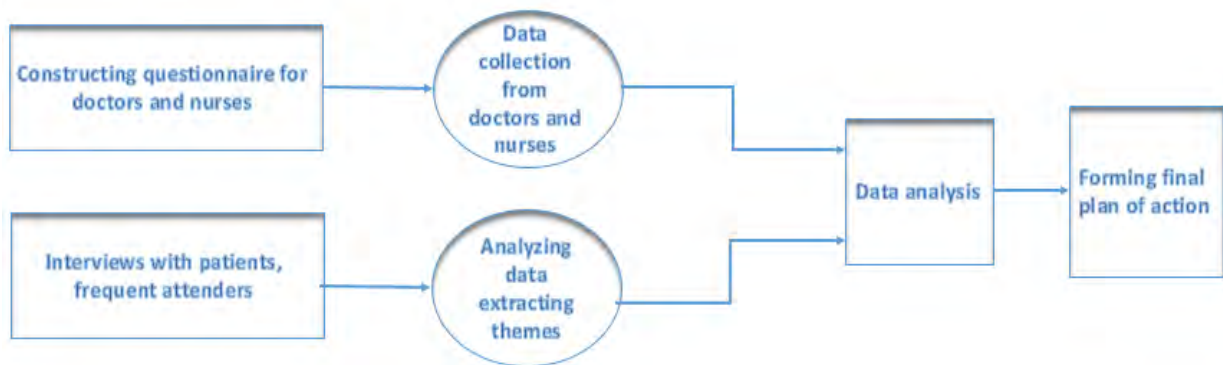 Constructing questionnaire for
doctors and nurses
Data
collection
from
doctors and
nurses
Interviews with patients,
frequent attenders
Analyzing
data
extracting
themes
Data analysis
Forming final
plan of action